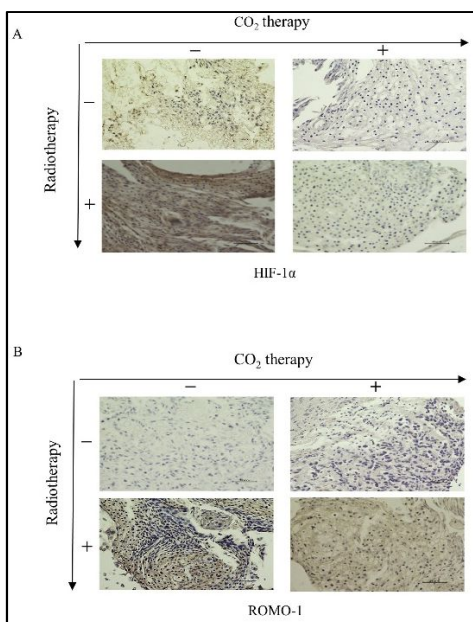 A
CO₂ therapy
− +
Radiotherapy
−
+
HIF-1α
B
CO₂ therapy
− +
Radiotherapy
−
+
ROMO-1